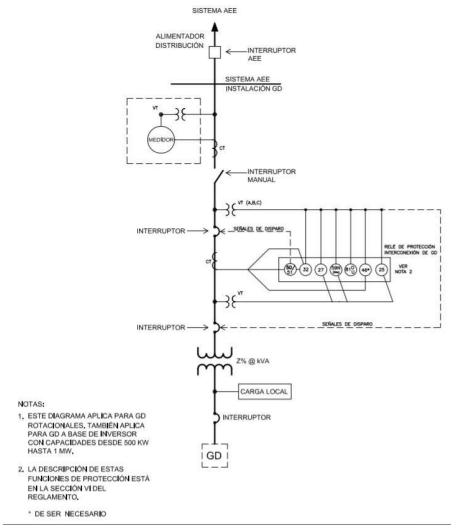 SISTEMA AEE
ALIMENTADOR
DISTRIBUCIÓN
INTERRUPTOR
AEE
SISTEMA AEE
INSTALACIÓN GD
VT
MEDIDOR
CT
INTERRUPTOR
MANUAL
VT (A,B,C)
INTERRUPTOR
SEÑALES DE DISPARO
RELÉ DE PROTECCIÓN
INTERCONEXIÓN DE GD
CT
50/
51
32
27
59N
81O
U
46*
25
VER
NOTA 2
VT
INTERRUPTOR
SEÑALES DE DISPARO
Z% @ kVA
CARGA LOCAL
INTERRUPTOR
GD
NOTAS:
1. ESTE DIAGRAMA APLICA PARA GD
ROTACIONALES. TAMBIÉN APLICA
PARA GD A BASE DE INVERSOR
CON CAPACIDADES DESDE 500 KW
HASTA 1 MW.
2. LA DESCRIPCIÓN DE ESTAS
FUNCIONES DE PROTECCIÓN ESTÁ
EN LA SECCIÓN VI DEL
REGLAMENTO.
* DE SER NECESARIO